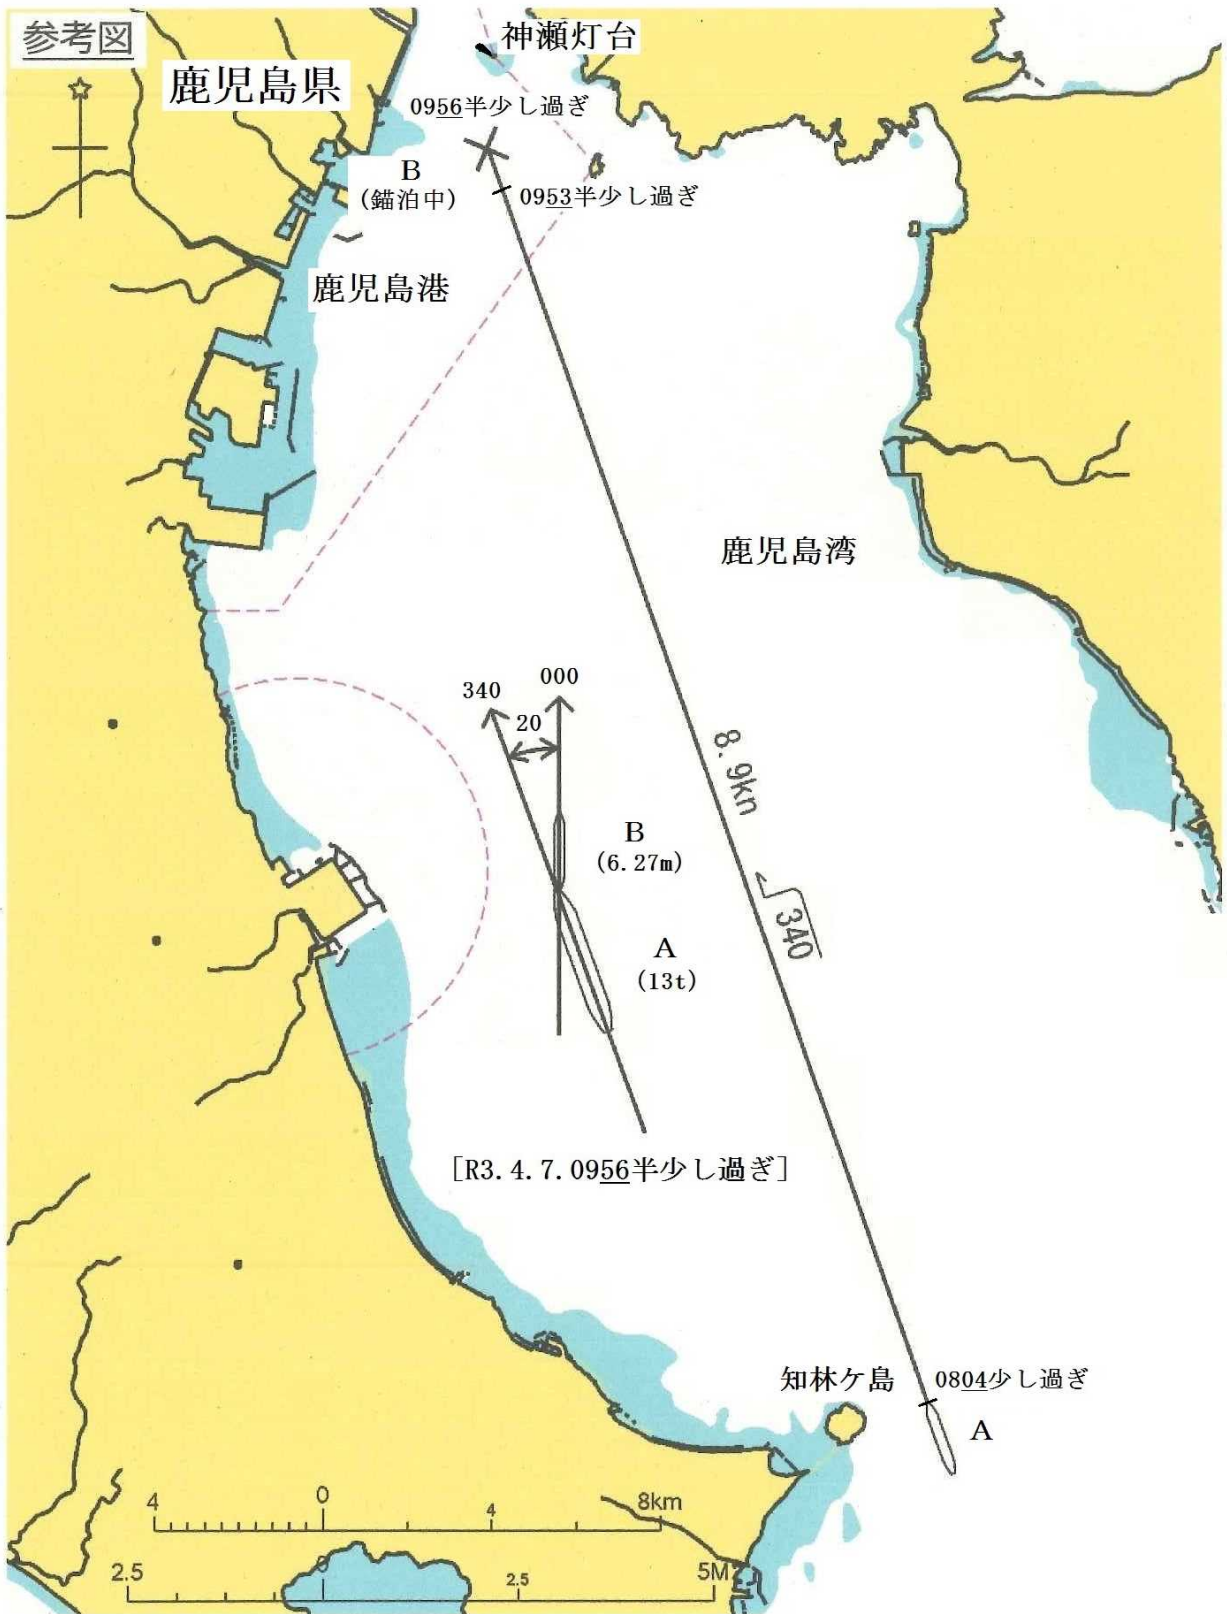 参考図
神瀬灯台
鹿児島県
0956半少し過ぎ
B
(錨泊中)
0953半少し過ぎ
鹿児島港
鹿児島湾
000
340
20
8.9kn
B
(6.27m)
340
A
(13t)
[R3.4.7.0956半少し過ぎ]
知林ケ島
0804少し過ぎ
A
4 0 4 8km
2.5 0 2.5 5M